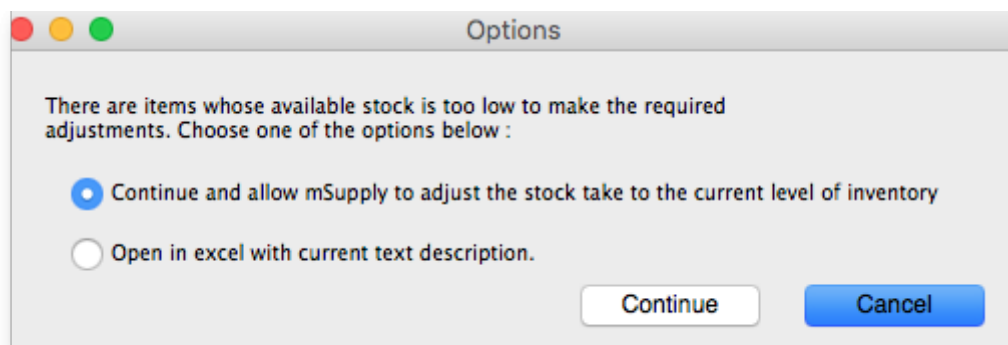 Options
There are items whose available stock is too low to make the required
adjustments. Choose one of the options below :
Continue and allow mSupply to adjust the stock take to the current level of inventory
Open in excel with current text description.
Continue
Cancel